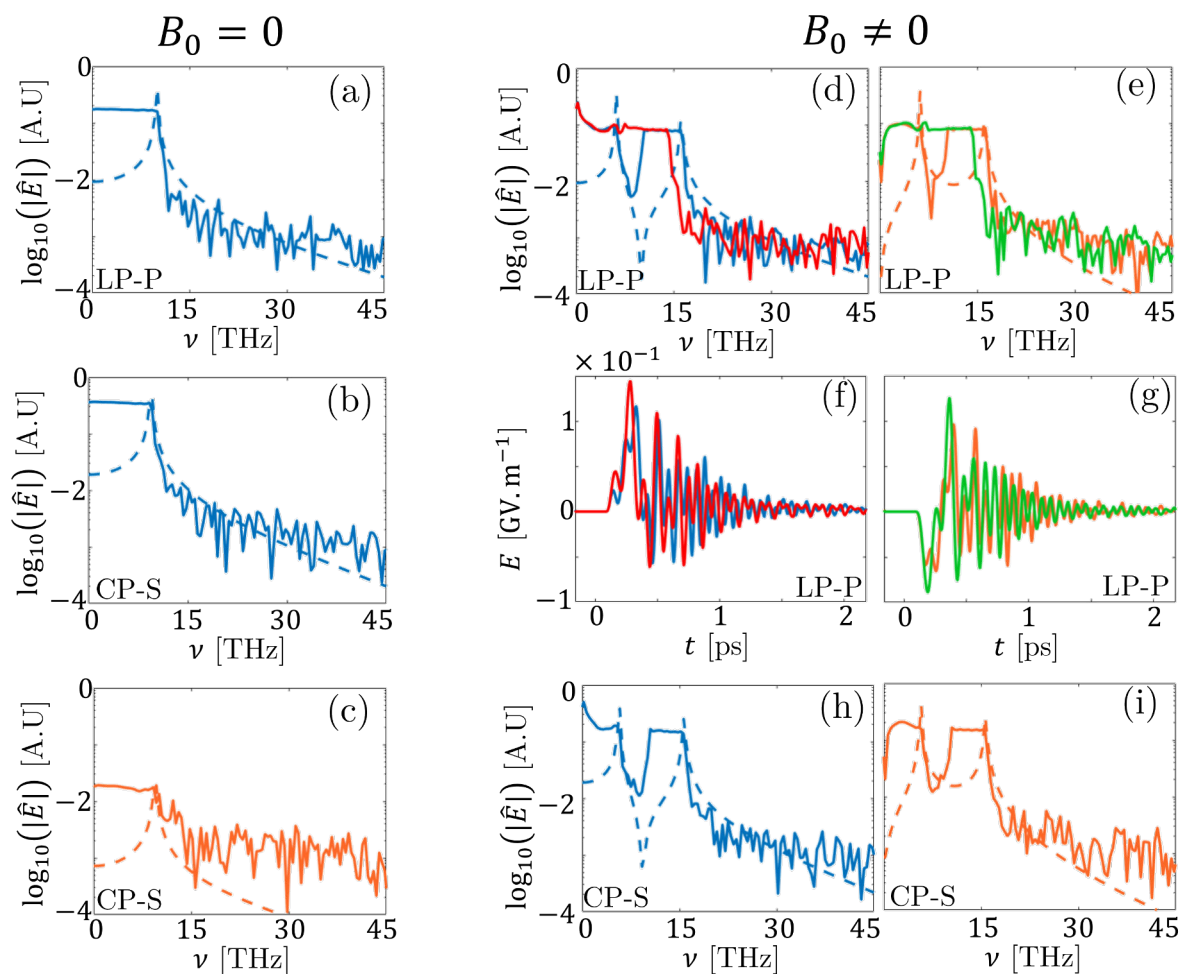 B₀ = 0
B₀ ≠ 0
0
(a)
log₁₀(|Ê|) [A.U]
−2
LP-P
−4
0 15 30 45
ν [THz]
0
(d)
log₁₀(|Ê|) [A.U]
−2
LP-P
−4
0 15 30 45
ν [THz]
(e)
LP-P
0 15 30 45
ν [THz]
0
(b)
log₁₀(|Ê|) [A.U]
−2
CP-S
−4
0 15 30 45
ν [THz]
× 10⁻¹
(f)
1
E [GV.m⁻¹]
0
LP-P
−1
0 1 2
t [ps]
(g)
LP-P
0 1 2
t [ps]
0
(c)
log₁₀(|Ê|) [A.U]
−2
CP-S
−4
0 15 30 45
ν [THz]
0
(h)
log₁₀(|Ê|) [A.U]
−2
CP-S
−4
0 15 30 45
ν [THz]
(i)
CP-S
0 15 30 45
ν [THz]